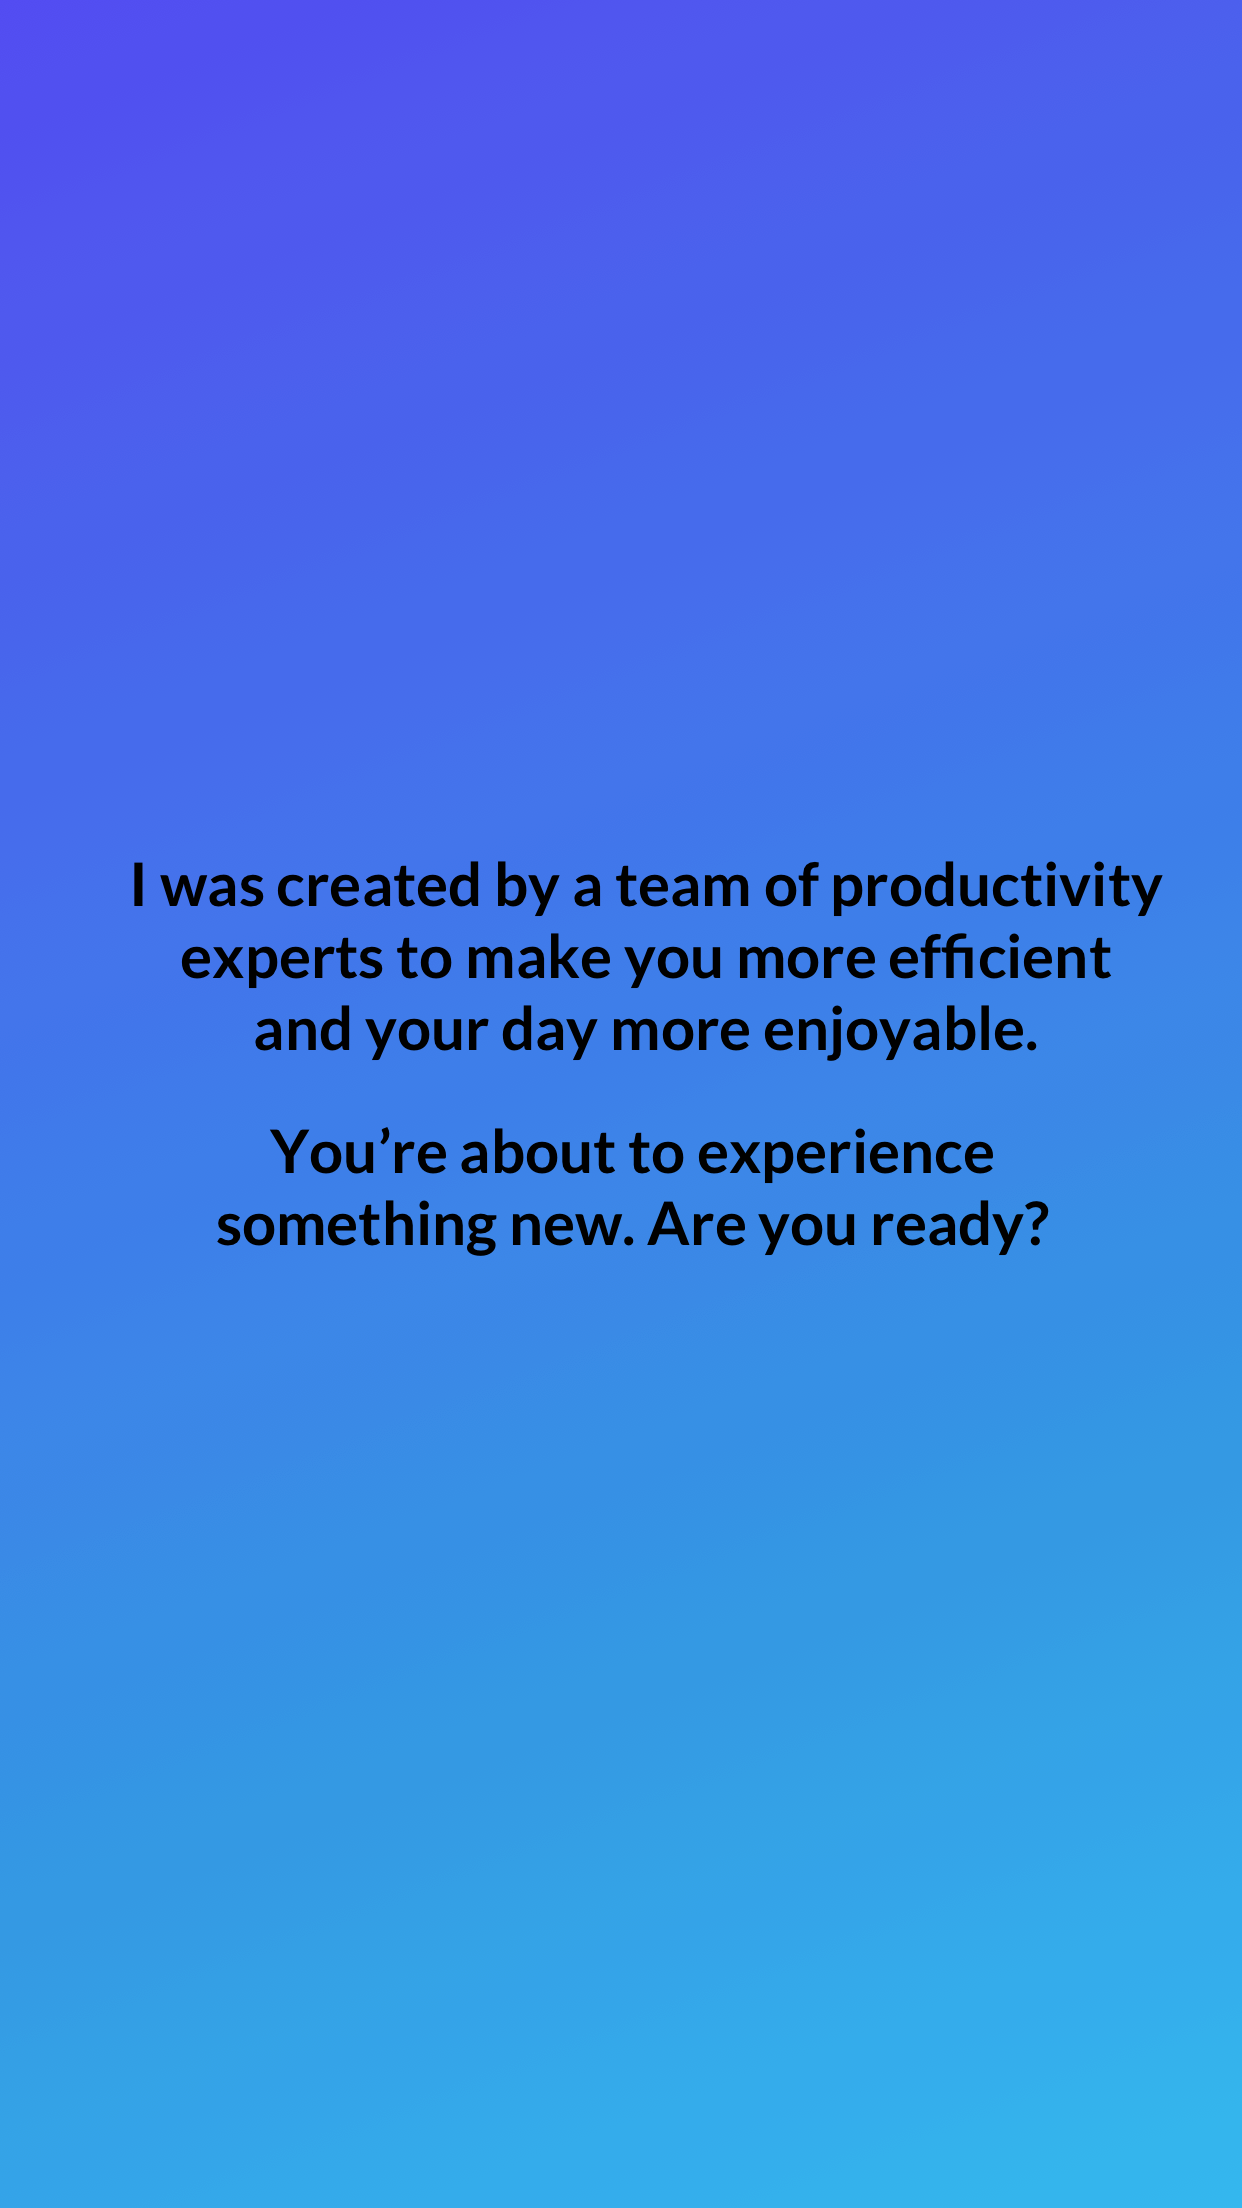 I was created by a team of productivity
experts to make you more efficient
and your day more enjoyable.
You’re about to experience
something new. Are you ready?